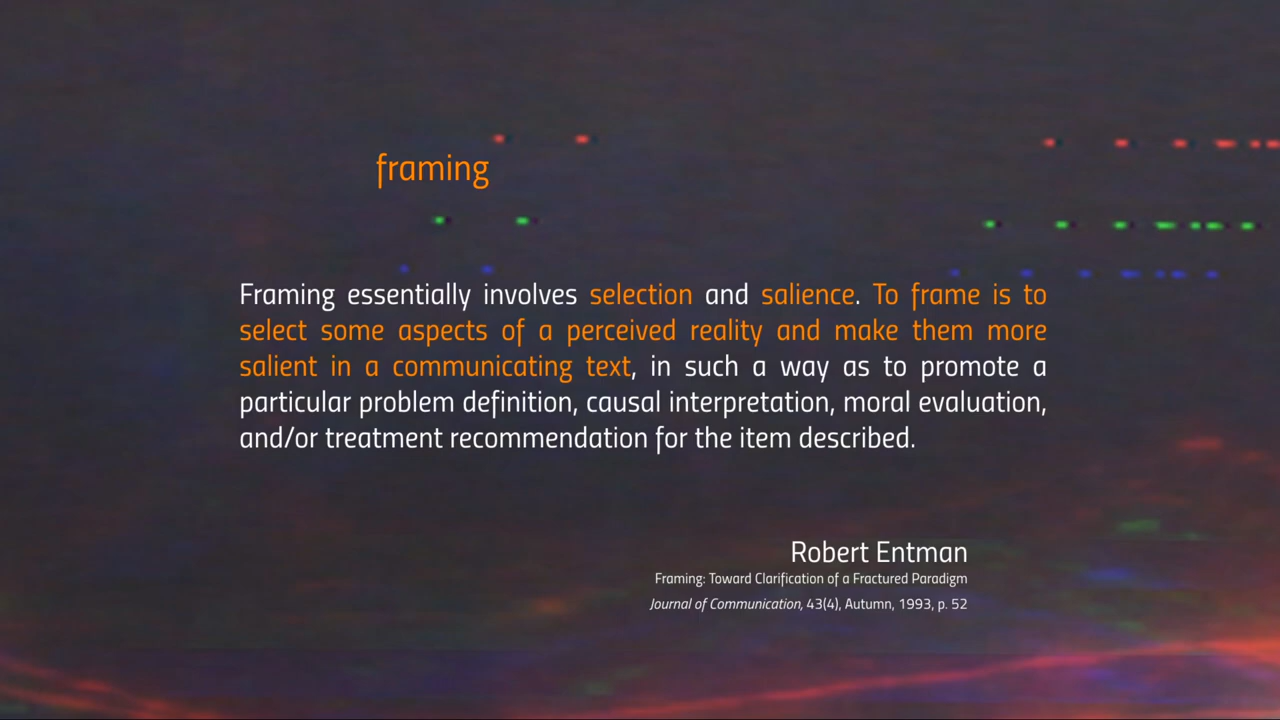 framing
Framing essentially involves selection and salience. To frame is to
select some aspects of a perceived reality and make them more
salient in a communicating text, in such a way as to promote a
particular problem definition, causal interpretation, moral evaluation,
and/or treatment recommendation for the item described.
Robert Entman
Framing: Toward Clarification of a Fractured Paradigm
Journal of Communication, 43(4), Autumn, 1993, p. 52